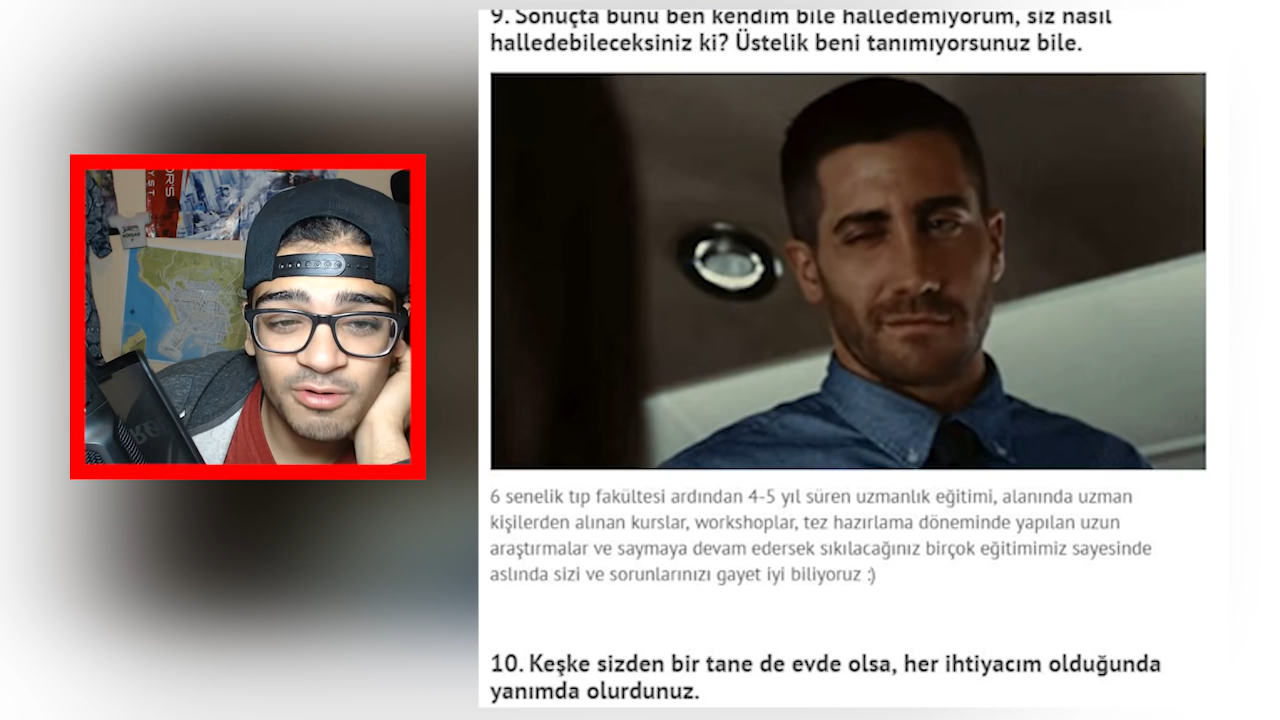 9. Sonuçta bunu ben kendim bile halledemiyorum, siz nasıl
halledebileceksiniz ki? Üstelik beni tanımıyorsunuz bile.
6 senelik tıp fakültesi ardından 4-5 yıl süren uzmanlık eğitimi, alanında uzman
kişilerden alınan kurslar, workshoplar, tez hazırlama döneminde yapılan uzun
araştırmalar ve saymaya devam edersek sıkılacağınız birçok eğitimimiz sayesinde
aslında sizi ve sorunlarınızı gayet iyi biliyoruz :)
10. Keşke sizden bir tane de evde olsa, her ihtiyacım olduğunda
yanımda olurdunuz.